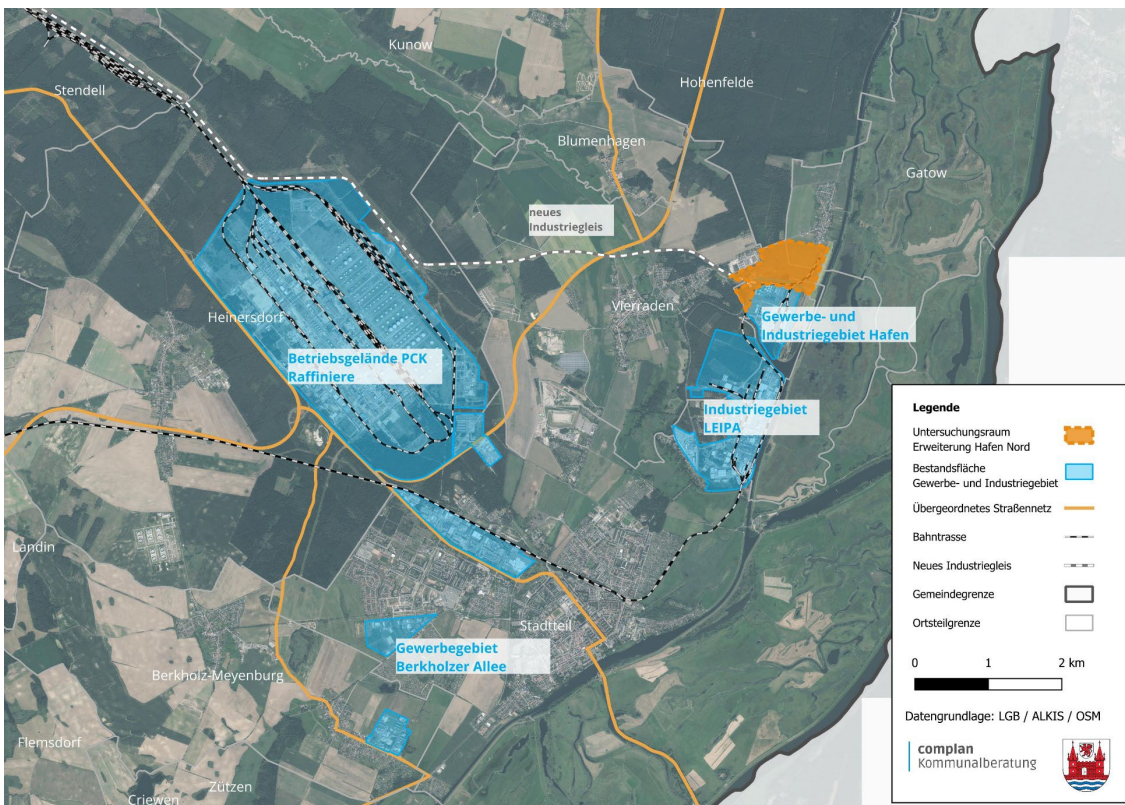 Kunow
Stendell
Hohenfelde
Blumenhagen
Gatow
neues
Industriegleis
Vierraden
Heinersdorf
Gewerbe- und
Industriegebiet Hafen
Betriebsgelände PCK
Raffiniere
Industriegebiet
LEIPA
Landin
Stadtteil
Gewerbegebiet
Berkholzer Allee
Berkholz-Meyenburg
Flemsdorf
Zützen
Criewen
Legende
Untersuchungsraum
Erweiterung Hafen Nord
Bestandsfläche
Gewerbe- und Industriegebiet
Übergeordnetes Straßennetz
Bahntrasse
Neues Industriegleis
Gemeindegrenze
Ortsteilgrenze
0 1 2 km
Datengrundlage: LGB / ALKIS / OSM
complan
Kommunalberatung